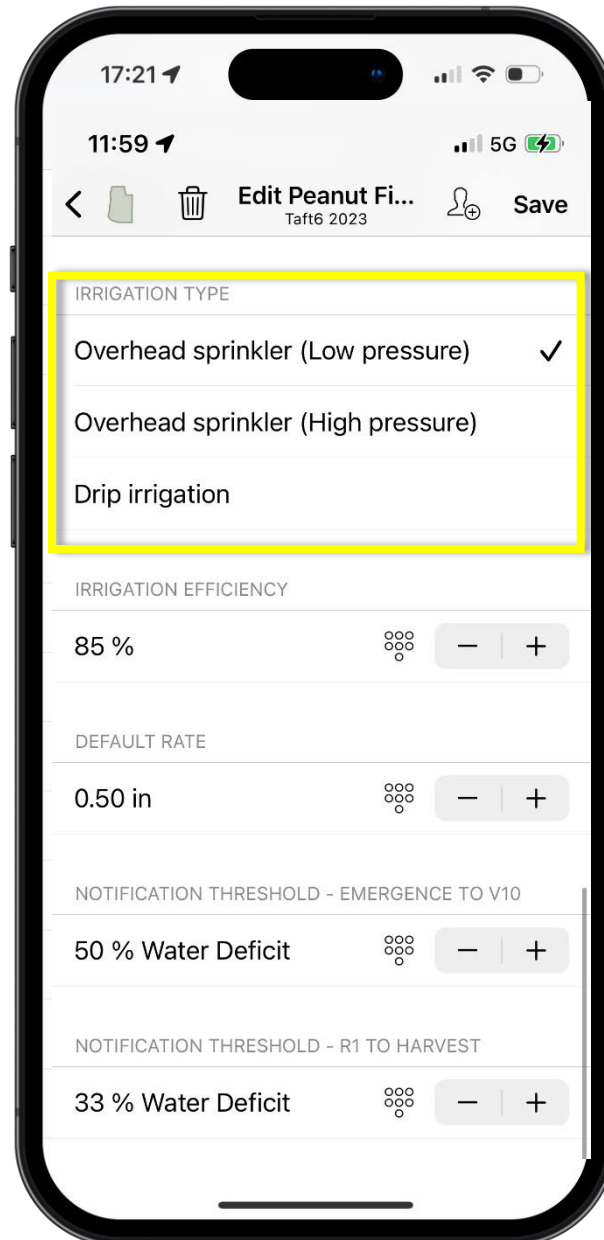 17:21
11:59
5G
Edit Peanut Fi...
Taft6 2023
Save
IRRIGATION TYPE
Overhead sprinkler (Low pressure)
Overhead sprinkler (High pressure)
Drip irrigation
IRRIGATION EFFICIENCY
85 %
DEFAULT RATE
0.50 in
NOTIFICATION THRESHOLD - EMERGENCE TO V10
50 % Water Deficit
NOTIFICATION THRESHOLD - R1 TO HARVEST
33 % Water Deficit